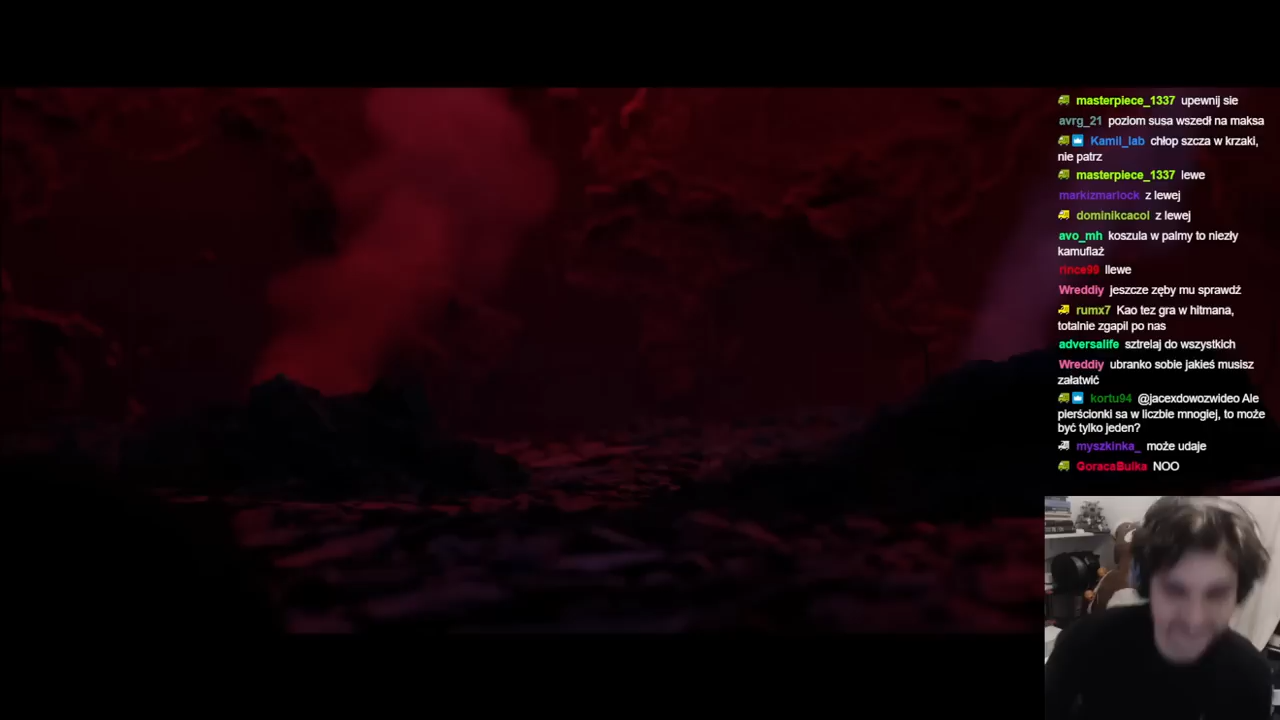 masterpiece_1337 upewnij sie
avrg_21 poziom susa wszedł na maksa
Kamil_lab chłop szcza w krzaki,
nie patrz
masterpiece_1337 lewe
markizmarlock z lewej
dominikcacol z lewej
avo_mh koszula w palmy to niezły
kamuflaż
rince99 llewe
Wreddiy jeszcze zęby mu sprawdź
rumx7 Kao tez gra w hitmana,
totalnie zgapil po nas
adversalife sztrelaj do wszystkich
Wreddiy ubranko sobie jakieś musisz
załatwić
kortu94 @jacexdowozwideo Ale
pierścionki sa w liczbie mnogiej, to może
być tylko jeden?
myszkinka_ może udaje
GoracaBulka NOO